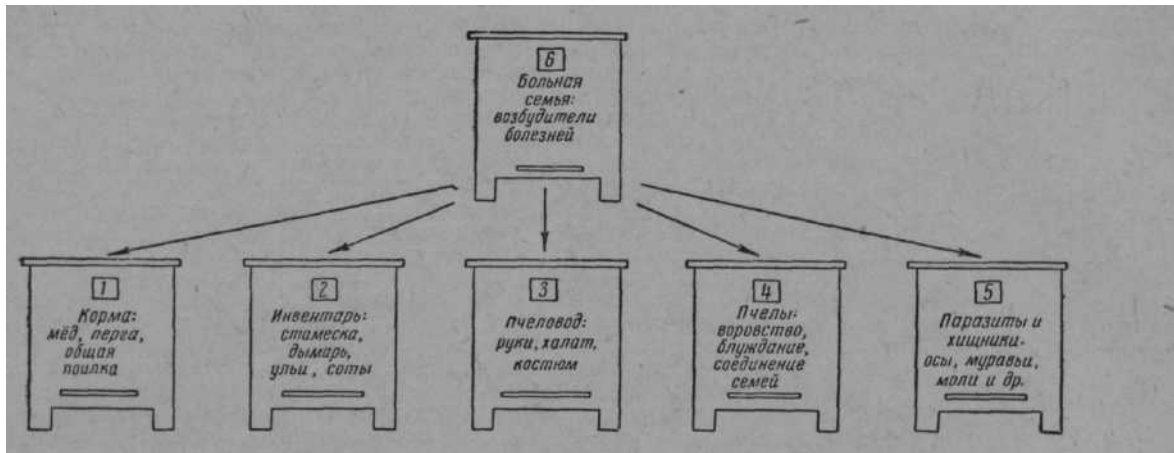 6
Больная
семья:
возбудители
болезней
1
Корма:
мёд, перга,
общая
поилка
2
Инвентарь:
стамеска,
дымарь,
ульи, соты
3
Пчеловод:
руки, халат,
костюм
4
Пчелы:
воровство,
блуждание,
соединение
семей
5
Паразиты и
хищники-
осы, муравьи,
моли и др.